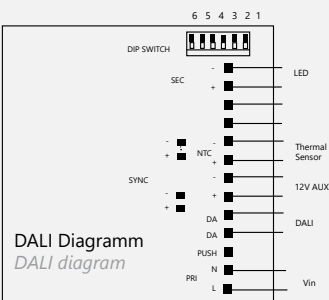 6 5 4 3 2 1
DIP SWITCH
- LED
SEC
+
- - Thermal
NTC
+ + Sensor
-
SYNC 12V AUX
- +
+
DA
DALI
DA
DALI Diagramm
PUSH
DALI diagram
N
PRI
Vin
L